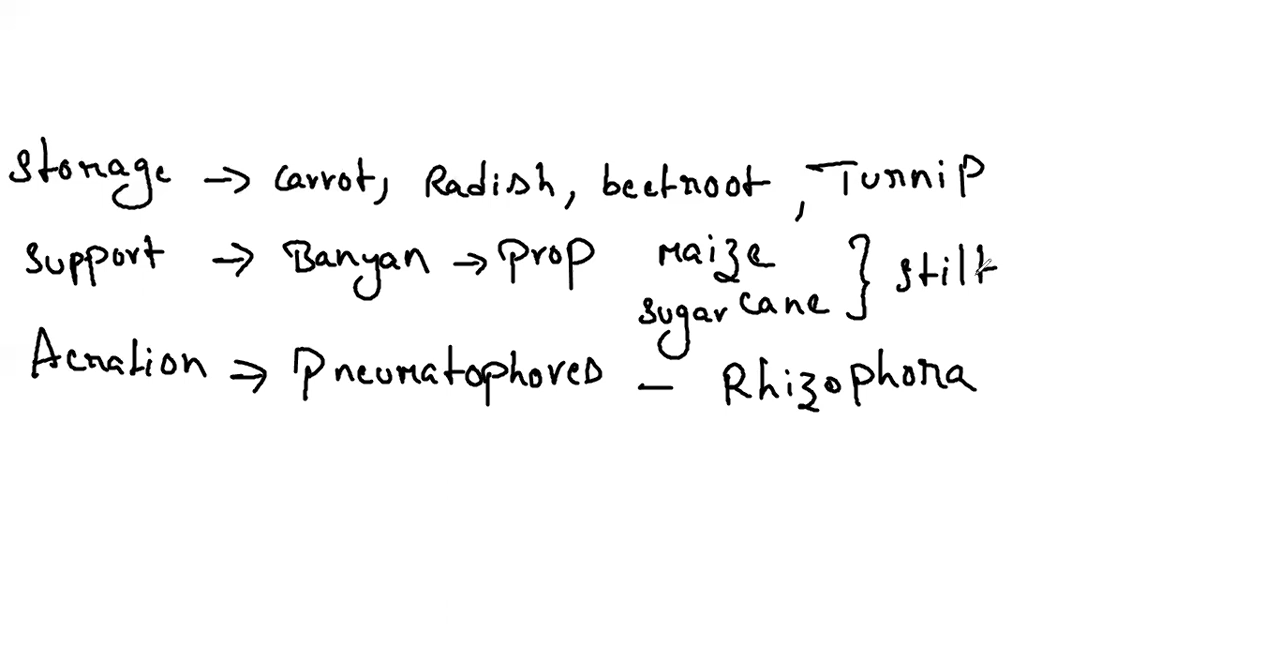 Storage → Carrot, Radish, beetroot, Turnip
Support → Banyan → Prop Maize } stilt
Sugarcane
Aeration → Pneumatophores – Rhizophora